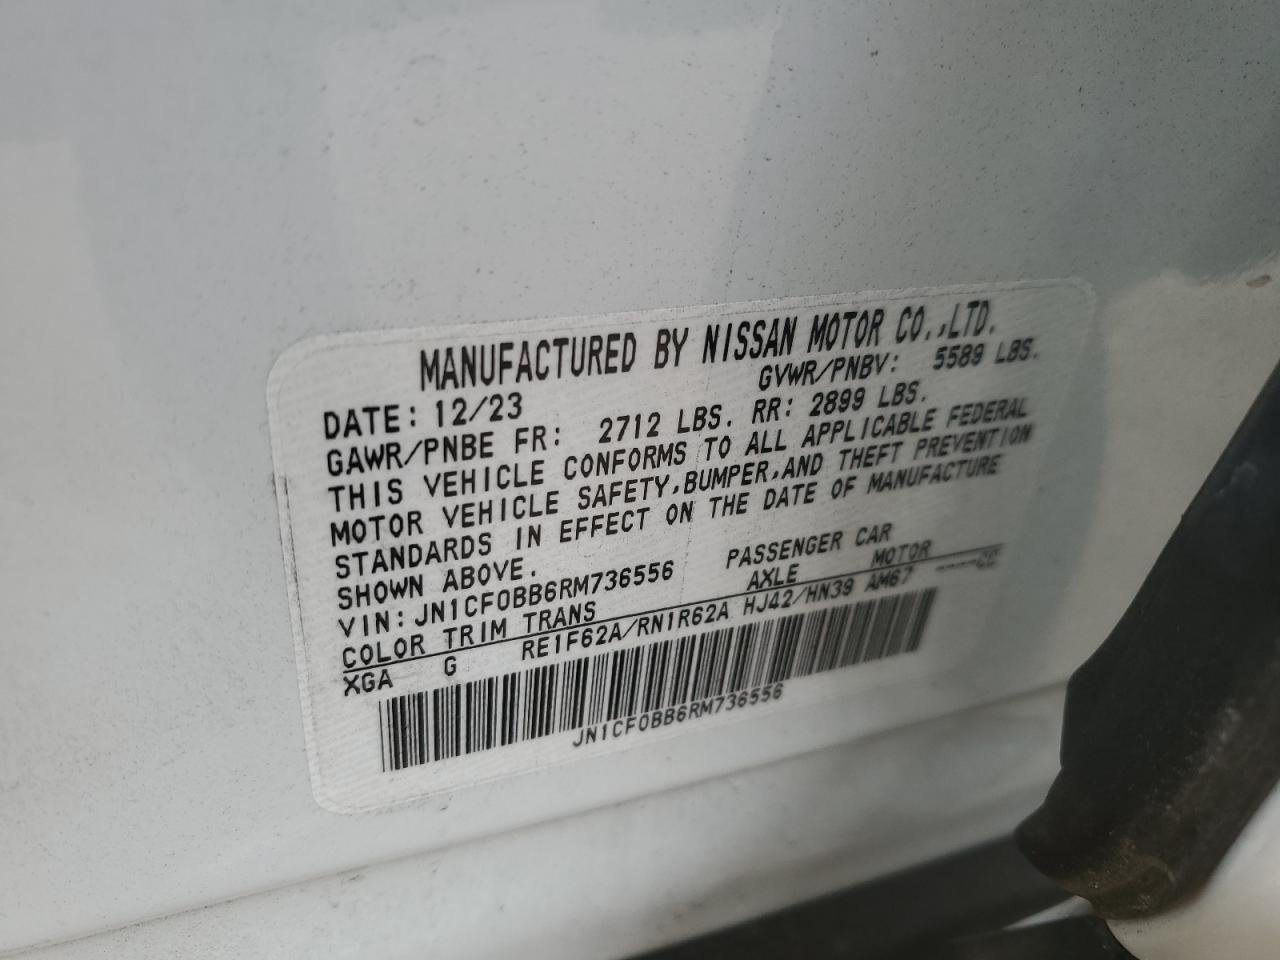 MANUFACTURED BY NISSAN MOTOR CO.,LTD.
DATE: 12/23 GVWR/PNBV: 5589 LBS.
GAWR/PNBE FR: 2712 LBS. RR: 2899 LBS.
THIS VEHICLE CONFORMS TO ALL APPLICABLE FEDERAL
MOTOR VEHICLE SAFETY,BUMPER,AND THEFT PREVENTION
STANDARDS IN EFFECT ON THE DATE OF MANUFACTURE
SHOWN ABOVE.
VIN:JN1CF0BB6RM736556 PASSENGER CAR
COLOR TRIM TRANS AXLE MOTOR
XGA G RE1F62A/RN1R62A HJ42/HN39 AM67 ----CC
JN1CF0BB6RM736556